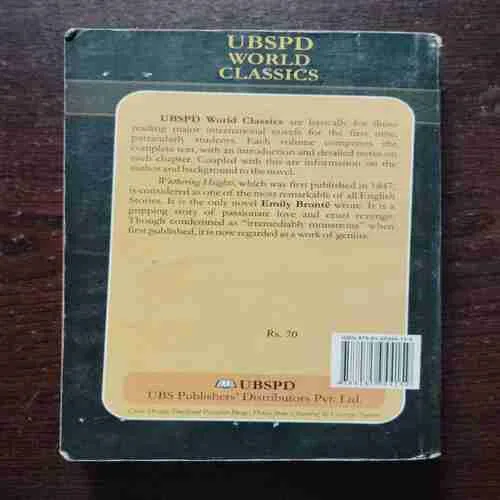 UBSPD
WORLD
CLASSICS
UBSPD World Classics are basically for those
reading major international novels for the first time,
particularly students. Each volume comprises the
complete text, with an introduction and detailed notes on
each chapter. Coupled with this are information on the
author and background to the novel.
Wuthering Heights, which was first published in 1847,
is considered as one of the most remarkable of all English
Stories. It is the only novel Emily Brontë wrote. It is a
gripping story of passionate love and cruel revenge.
Though condemned as "irremediably monstrous" when
first published, it is now regarded as a work of genius.
Rs. 70
UBSPD
UBS Publishers' Distributors Pvt. Ltd.